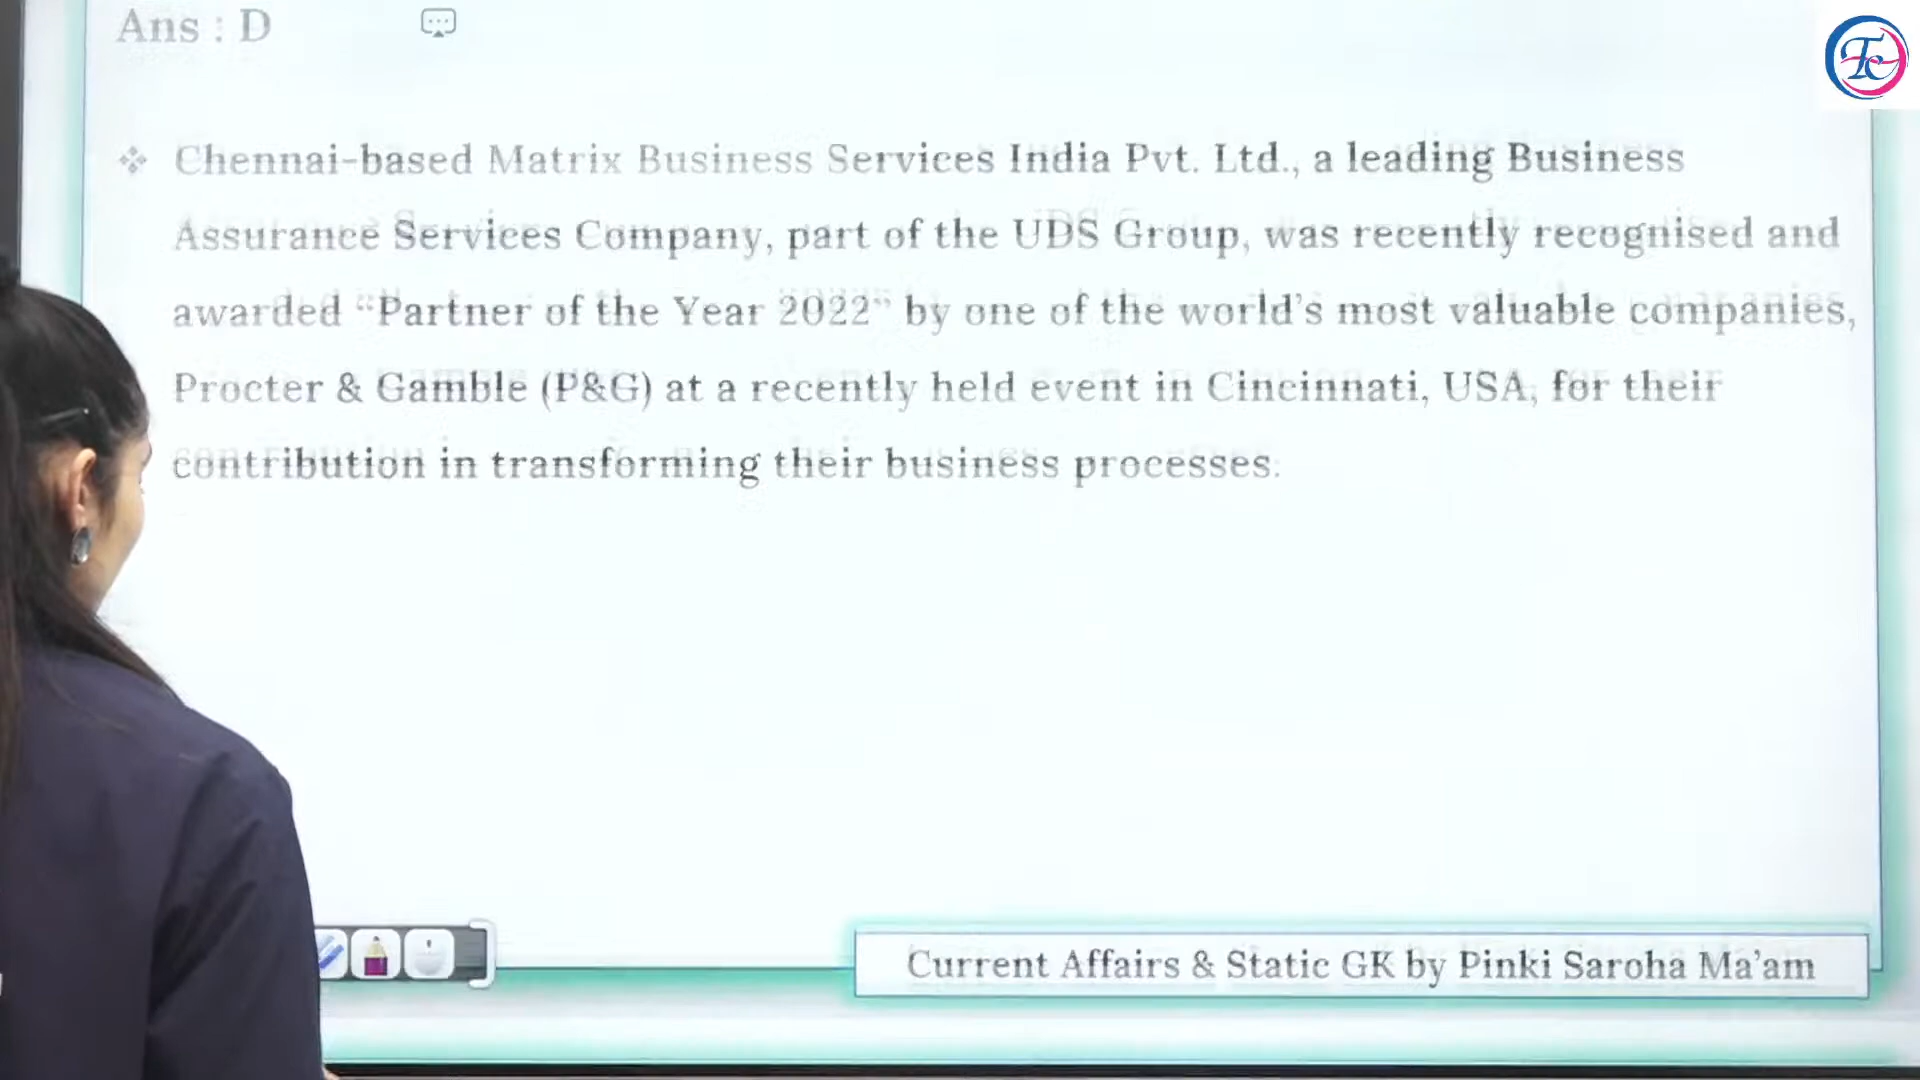 Ans : D
Tc
❖ Chennai-based Matrix Business Services India Pvt. Ltd., a leading Business
Assurance Services Company, part of the UDS Group, was recently recognised and
awarded “Partner of the Year 2022” by one of the world’s most valuable companies,
Procter & Gamble (P&G) at a recently held event in Cincinnati, USA, for their
contribution in transforming their business processes.
Current Affairs & Static GK by Pinki Saroha Ma’am